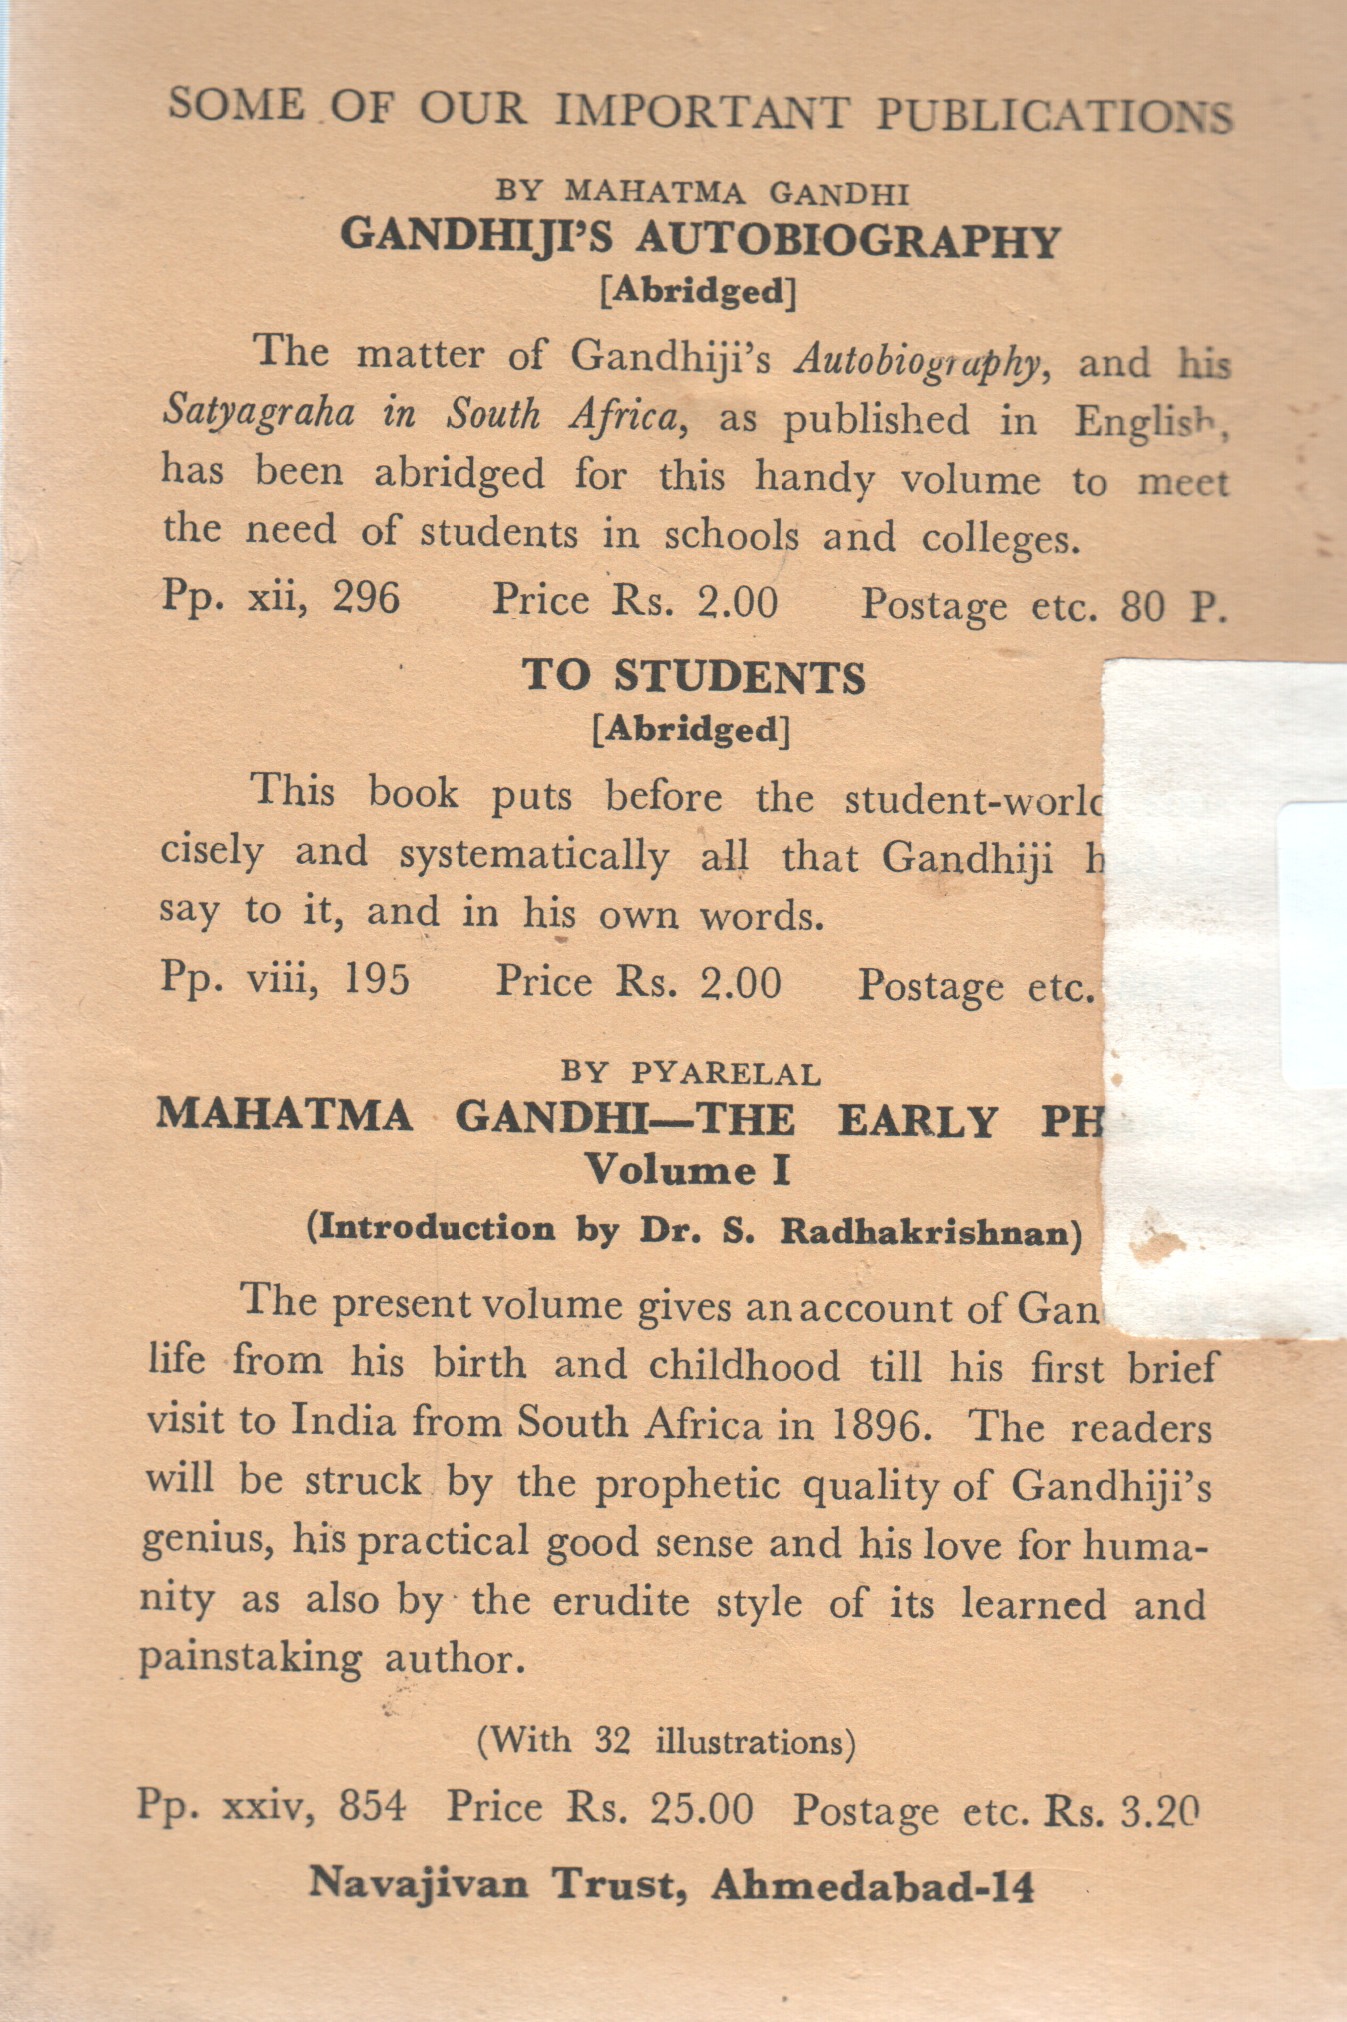 SOME OF OUR IMPORTANT PUBLICATIONS
BY MAHATMA GANDHI
GANDHIJI'S AUTOBIOGRAPHY
[Abridged]
The matter of Gandhiji's Autobiography, and his
Satyagraha in South Africa, as published in English,
has been abridged for this handy volume to meet
the need of students in schools and colleges.
Pp. xii, 296 Price Rs. 2.00 Postage etc. 80 P.
TO STUDENTS
[Abridged]
This book puts before the
cisely and systematically all that Gandhiji
say to it, and in his own words.
Pp. viii, 195 Price Rs. 2.00 Postage etc.
BY PYARELAL
MAHATMA GANDHI—THE EARLY
Volume I
(Introduction by Dr. S. Radhakrishnan)
The present volume gives an account of
life from his birth and childhood till his first brief
visit to India from South Africa in 1896. The readers
will be struck by the prophetic quality of Gandhiji's
genius, his practical good sense and his love for huma-
nity as also by the erudite style of its learned and
painstaking author.
(With 32 illustrations)
Pp. xxiv, 854 Price Rs. 25.00 Postage etc. Rs. 3.20
Navajivan Trust, Ahmedabad-14